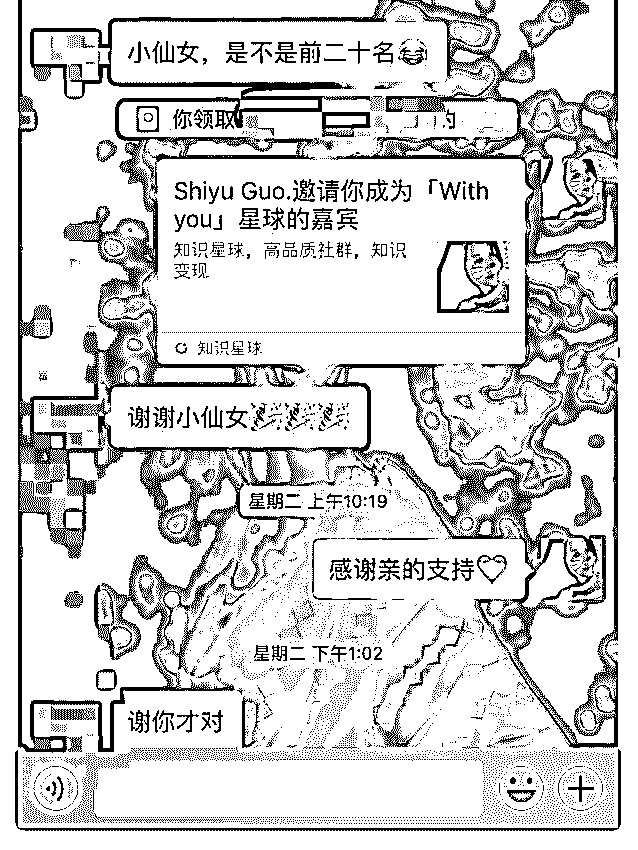 小仙女，是不是前二十名😂
你领取 的
Shiyu Guo.邀请你成为「With
you」星球的嘉宾
知识星球，高品质社群，知识
变现
知识星球
谢谢小仙女🎉🎉🎉
星期二 上午10:19
感谢亲的支持♡
星期二 下午1:02
谢你才对